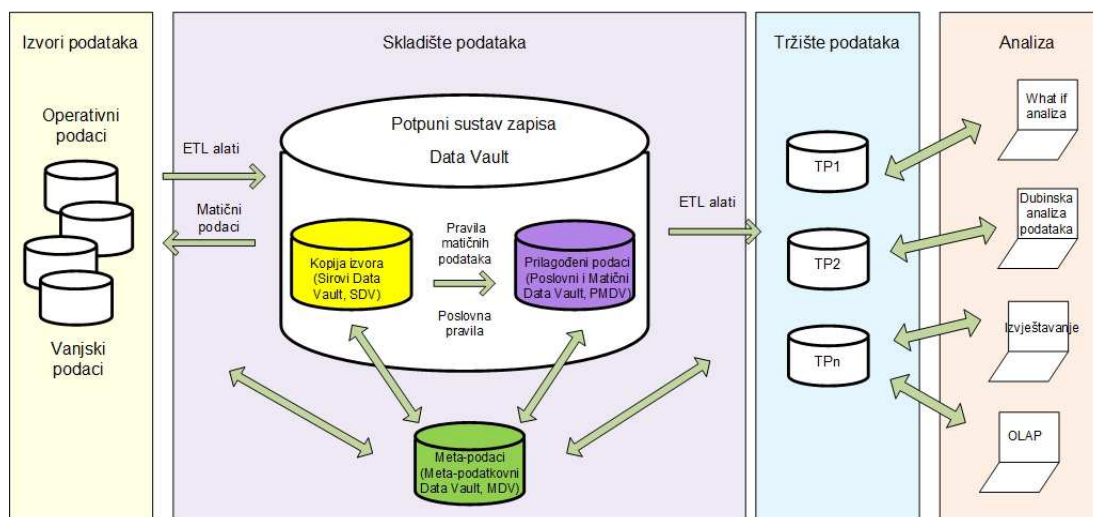 Izvori podataka
Operativni
podaci
Vanjski
podaci
ETL alati
Matični
podaci
Skladište podataka
Potpuni sustav zapisa
Data Vault
Kopija izvora
(Sirovi Data
Vault, SDV)
Pravila
matičnih
podataka
Poslovna
pravila
Prilagođeni podaci
(Poslovni i Matični
Data Vault, PMDV)
Meta-podaci
(Meta-podatkovni
Data Vault, MDV)
ETL alati
Tržište podataka
TP1
TP2
TPn
Analiza
What if
analiza
Dubinska
analiza
podataka
Izvještavanje
OLAP